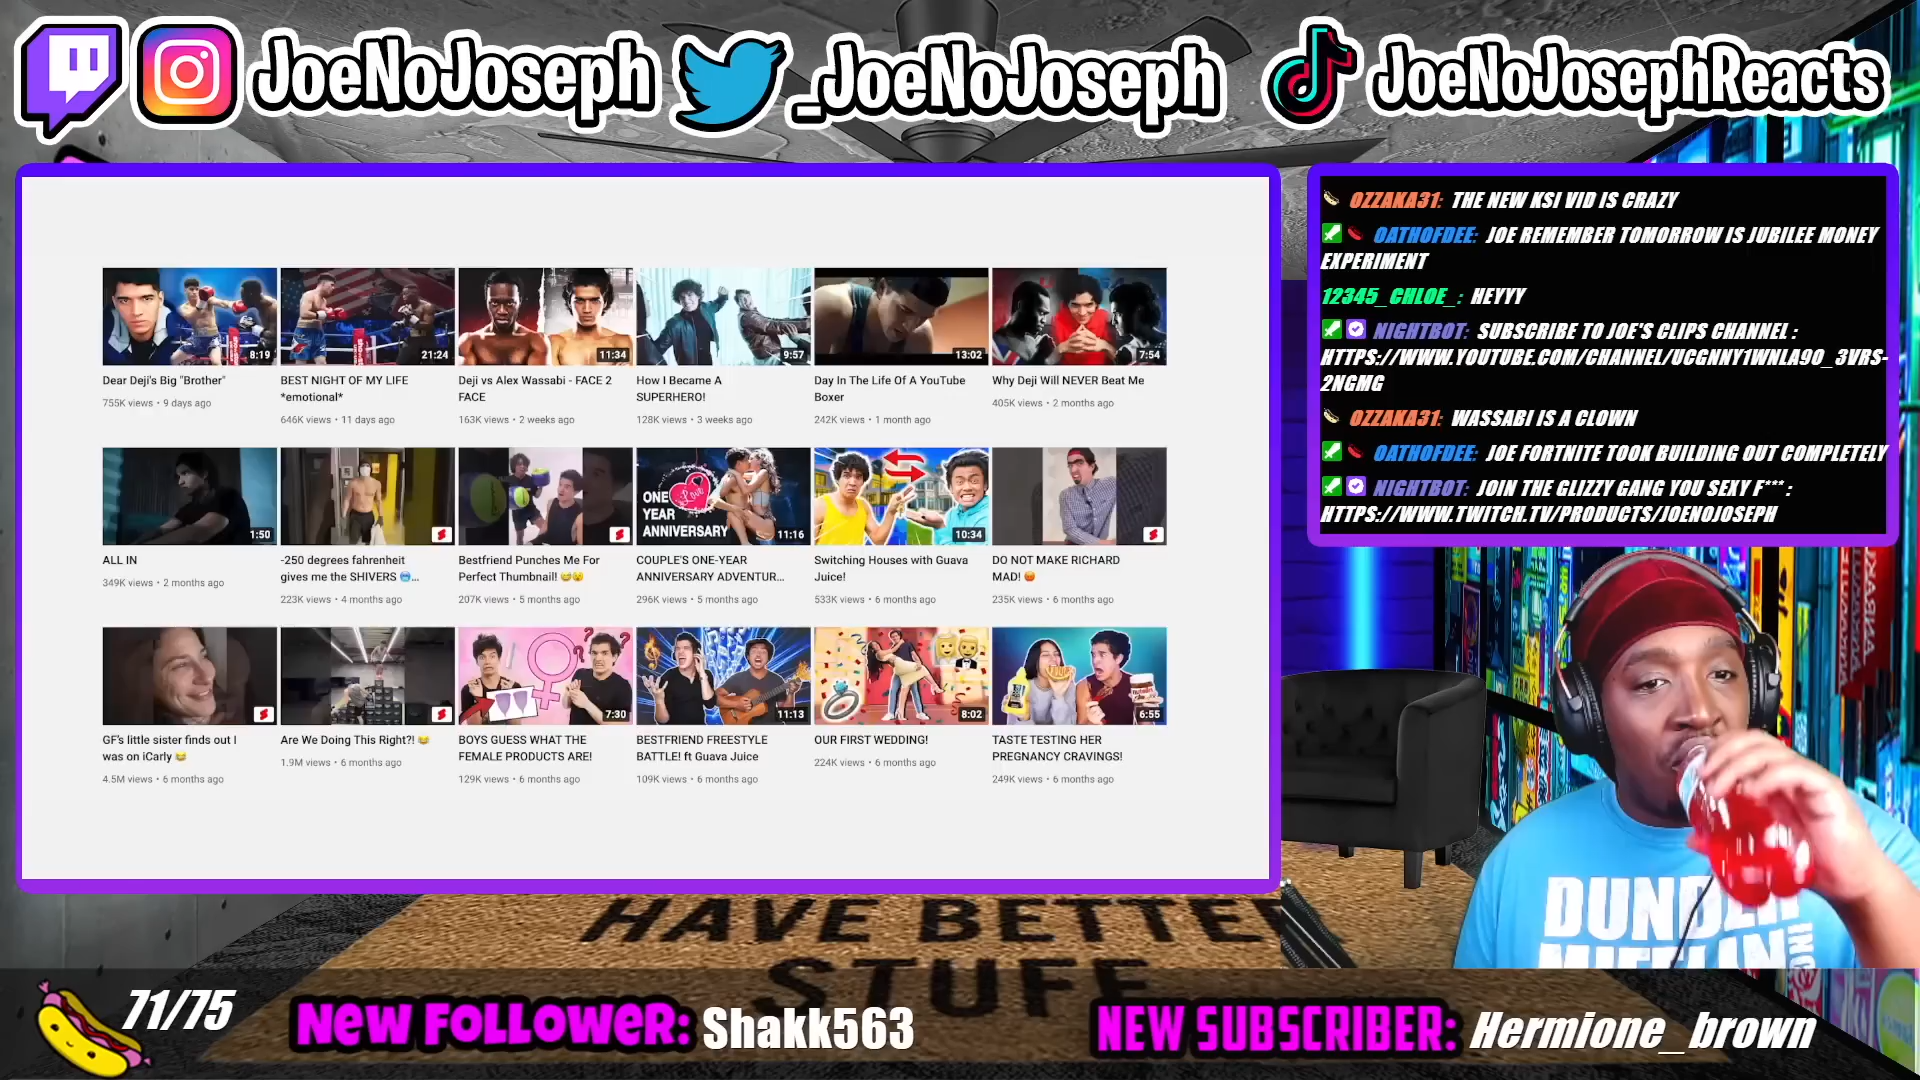 JoeNoJoseph
_JoeNoJoseph
JoeNoJosephReacts
OZZAKA31: THE NEW KSI VID IS CRAZY
OATHOFDEE: JOE REMEMBER TOMORROW IS JUBILEE MONEY
EXPERIMENT
12345_CHLOE_: HEYYY
NIGHTBOT: SUBSCRIBE TO JOE'S CLIPS CHANNEL :
HTTPS://WWW.YOUTUBE.COM/CHANNEL/UCGNNY1WNLA9O_3VRS-
2NGMG
OZZAKA31: WASSABI IS A CLOWN
OATHOFDEE: JOE FORTNITE TOOK BUILDING OUT COMPLETELY
NIGHTBOT: JOIN THE GLIZZY GANG YOU SEXY F*** :
HTTPS://WWW.TWITCH.TV/PRODUCTS/JOENOJOSEPH
8:19
21:24
11:34
9:57
13:02
7:54
Dear Deji's Big "Brother"
755K views • 9 days ago
BEST NIGHT OF MY LIFE
*emotional*
646K views • 11 days ago
Deji vs Alex Wassabi - FACE 2
FACE
163K views • 2 weeks ago
How I Became A
SUPERHERO!
128K views • 3 weeks ago
Day In The Life Of A YouTube
Boxer
242K views • 1 month ago
Why Deji Will NEVER Beat Me
405K views • 2 months ago
1:50
ONE
Love
YEAR
ANNIVERSARY
11:16
10:34
ALL IN
349K views • 2 months ago
-250 degrees fahrenheit
gives me the SHIVERS 🥶...
223K views • 4 months ago
Bestfriend Punches Me For
Perfect Thumbnail! 😅😢
207K views • 5 months ago
COUPLE'S ONE-YEAR
ANNIVERSARY ADVENTUR...
296K views • 5 months ago
Switching Houses with Guava
Juice!
533K views • 6 months ago
DO NOT MAKE RICHARD
MAD! 😡
235K views • 6 months ago
7:30
11:13
8:02
6:55
GF's little sister finds out I
was on iCarly 😂
4.5M views • 6 months ago
Are We Doing This Right?! 😂
1.9M views • 6 months ago
BOYS GUESS WHAT THE
FEMALE PRODUCTS ARE!
129K views • 6 months ago
BESTFRIEND FREESTYLE
BATTLE! ft Guava Juice
109K views • 6 months ago
OUR FIRST WEDDING!
224K views • 6 months ago
TASTE TESTING HER
PREGNANCY CRAVINGS!
249K views • 6 months ago
HAVE BETTER
STUFF
DUNDER
MIFFLIN INC
71/75
NEW FOLLOWER: Shakk563
NEW SUBSCRIBER: Hermione_brown